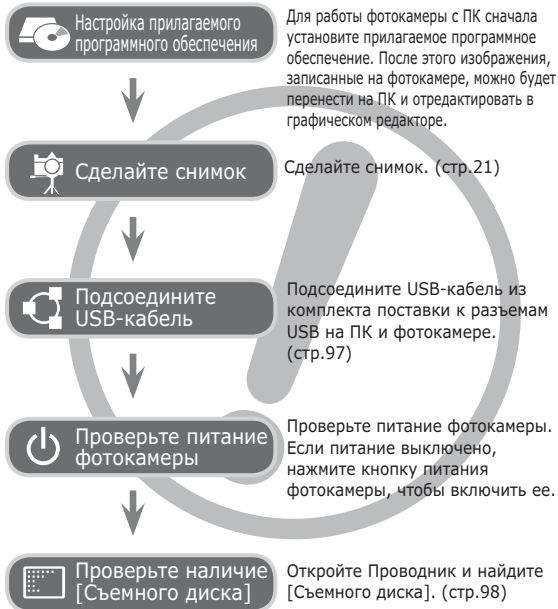 Настройка прилагаемого
программного обеспечения
Для работы фотокамеры с ПК сначала
установите прилагаемое программное
обеспечение. После этого изображения,
записанные на фотокамере, можно будет
перенести на ПК и отредактировать в
графическом редакторе.
Сделайте снимок
Сделайте снимок. (стр.21)
Подсоедините
USB-кабель
Подсоедините USB-кабель из
комплекта поставки к разъемам
USB на ПК и фотокамере.
(стр.97)
Проверьте питание
фотокамеры
Проверьте питание фотокамеры.
Если питание выключено,
нажмите кнопку питания
фотокамеры, чтобы включить ее.
Проверьте наличие
[Съемного диска]
Откройте Проводник и найдите
[Съемного диска]. (стр.98)